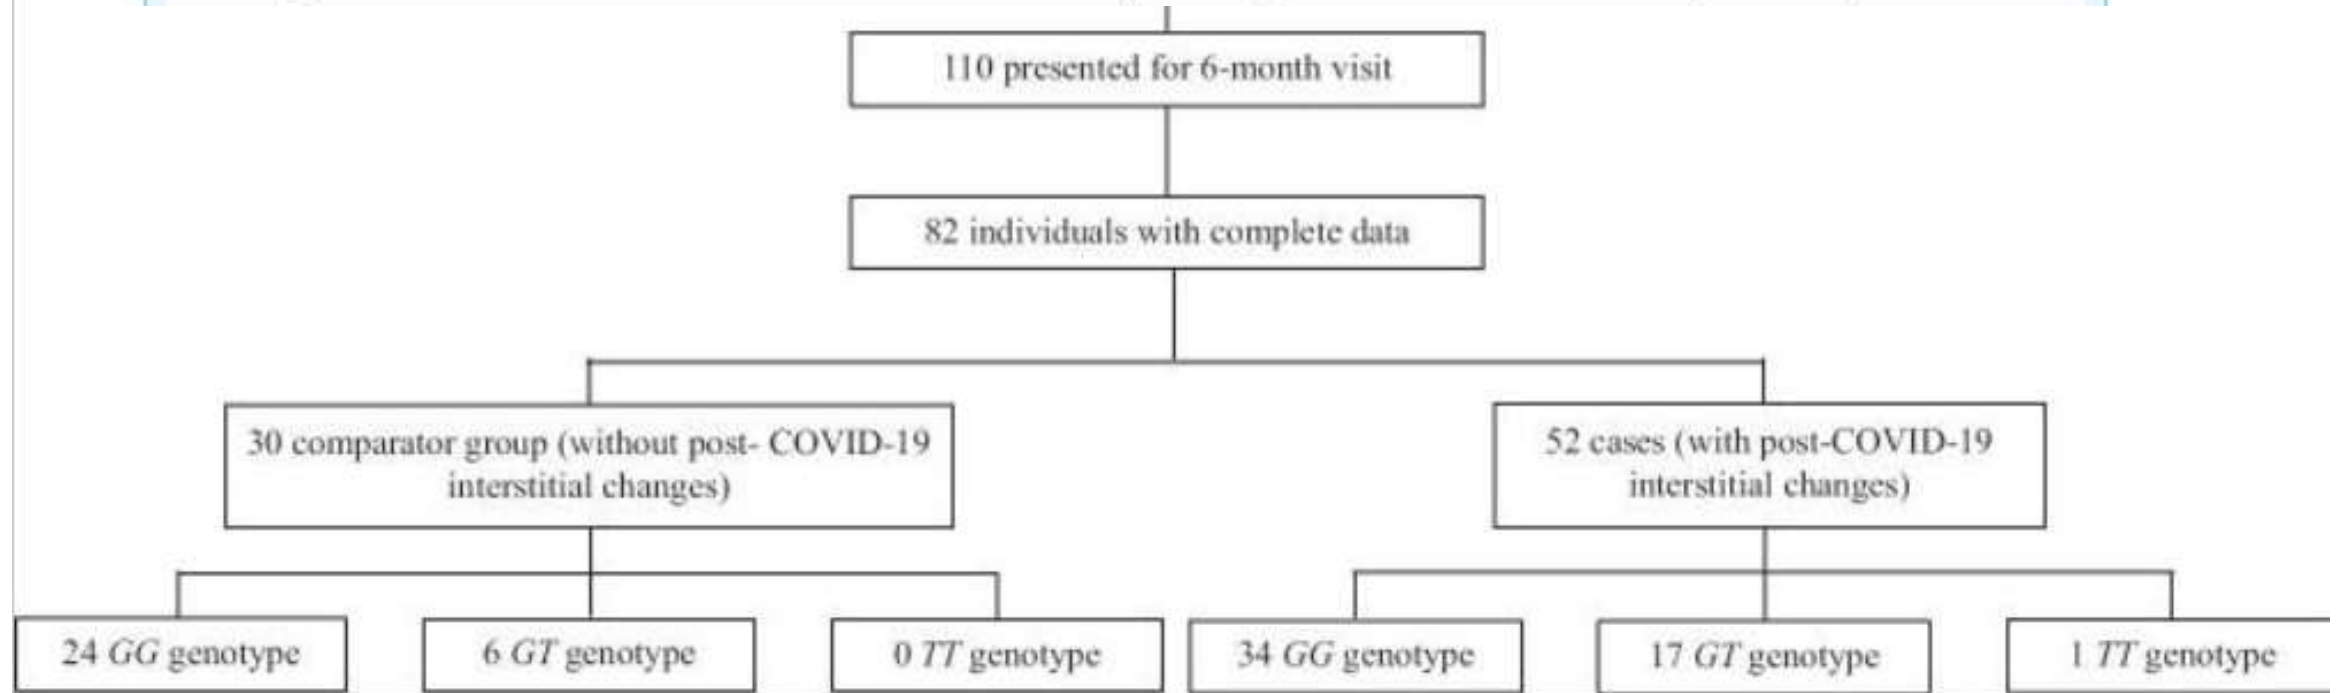 110 presented for 6-month visit
82 individuals with complete data
30 comparator group (without post- COVID-19
interstitial changes)
52 cases (with post-COVID-19
interstitial changes)
24 GG genotype
6 GT genotype
0 TT genotype
34 GG genotype
17 GT genotype
1 TT genotype